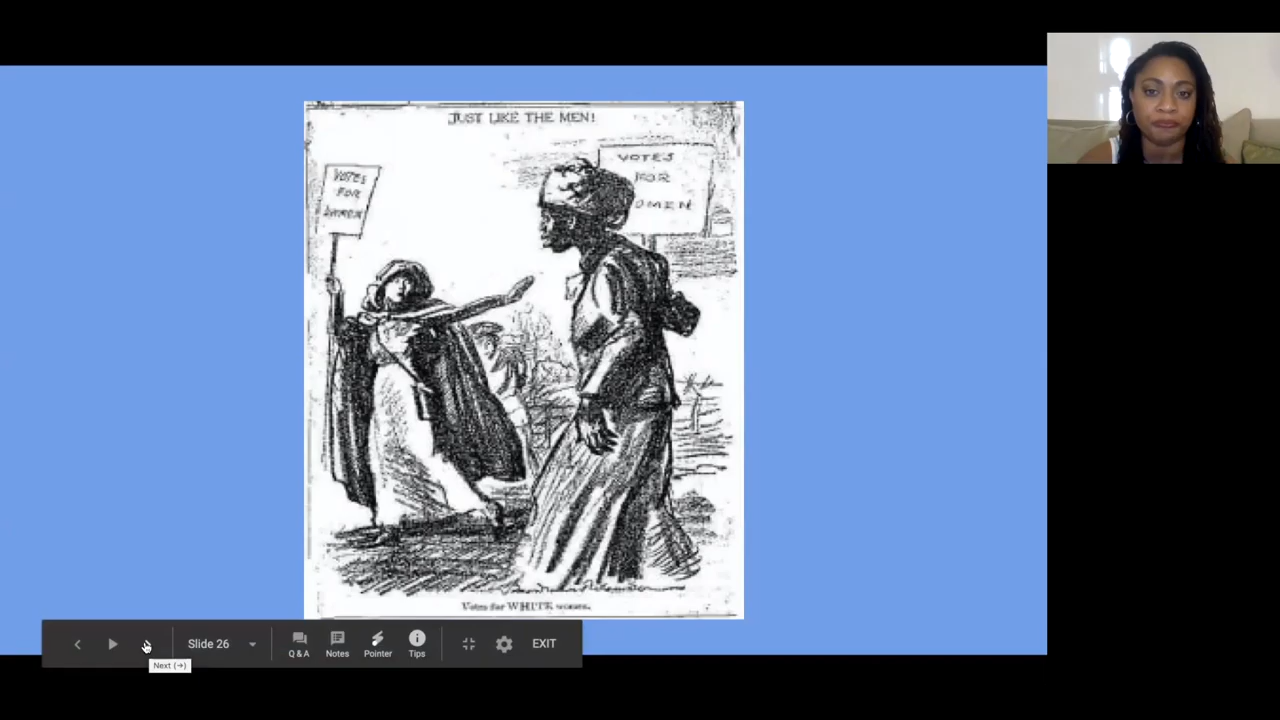 JUST LIKE THE MEN!
VOTES
FOR
WOMEN
VOTES
FOR
OMEN
Votes for WHITE women.
Slide 26
Q & A
Notes
Pointer
Tips
EXIT
Next (→)